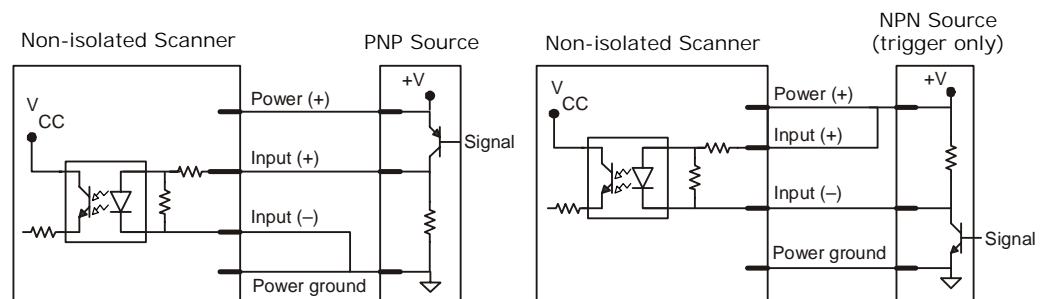 Non-isolated Scanner
PNP Source
+V
V
CC
Power (+)
Signal
Input (+)
Input (–)
Power ground
Non-isolated Scanner
NPN Source
(trigger only)
+V
V
CC
Power (+)
Input (+)
Input (–)
Signal
Power ground